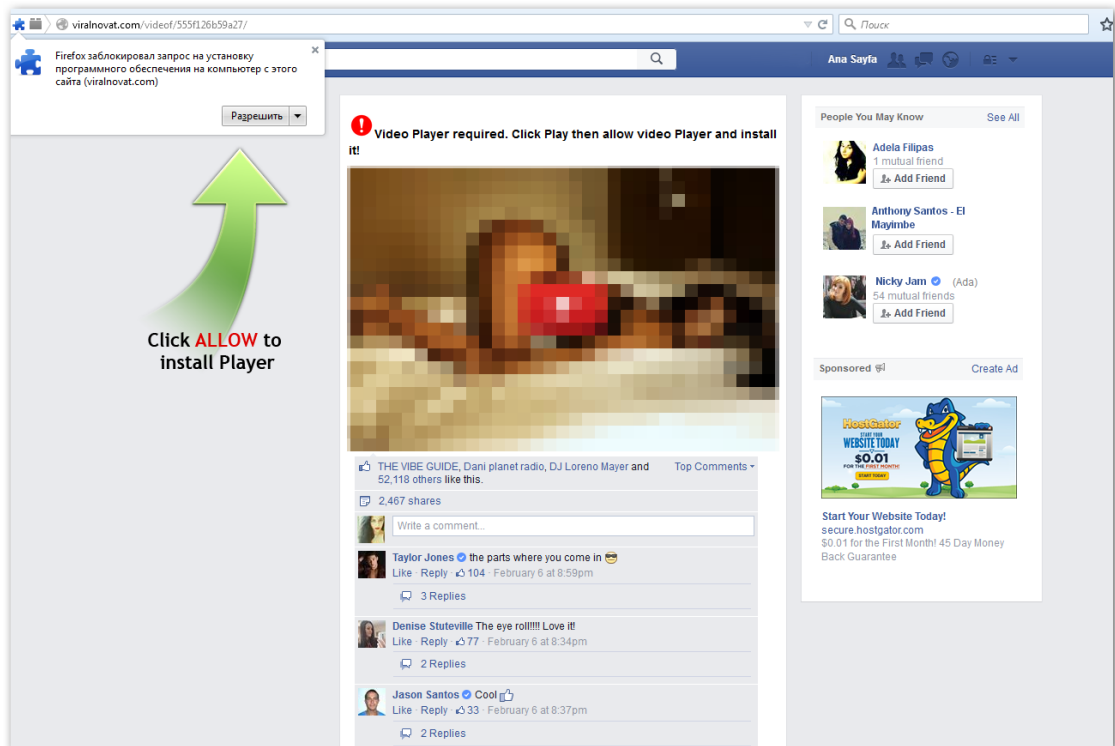 viralnovat.com/videof/555f126b59a27/
Поиск
Firefox заблокировал запрос на установку
программного обеспечения на компьютер с этого
сайта (viralnovat.com)
Разрешить
Click ALLOW to
install Player
Ana Sayfa
Video Player required. Click Play then allow video Player and install
it!
THE VIBE GUIDE, Dani planet radio, DJ Loreno Mayer and
52,118 others like this.
Top Comments
2,467 shares
Write a comment...
Taylor Jones the parts where you come in
Like · Reply · 104 · February 6 at 8:59pm
3 Replies
Denise Stuteville The eye roll!!!! Love it!
Like · Reply · 77 · February 6 at 8:34pm
2 Replies
Jason Santos Cool
Like · Reply · 33 · February 6 at 8:37pm
2 Replies
People You May Know
See All
Adela Filipas
1 mutual friend
Add Friend
Anthony Santos - El
Mayimbe
Add Friend
Nicky Jam (Ada)
54 mutual friends
Add Friend
Sponsored
Create Ad
HostGator
START YOUR
WEBSITE TODAY
$0.01
FOR THE FIRST MONTH!
START TODAY
Start Your Website Today!
secure.hostgator.com
$0.01 for the First Month! 45 Day Money
Back Guarantee